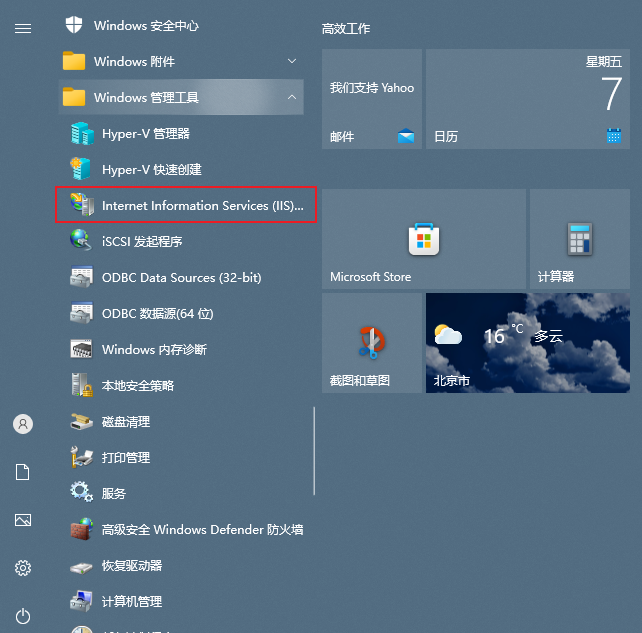 Windows 安全中心
Windows 附件
Windows 管理工具
Hyper-V 管理器
Hyper-V 快速创建
Internet Information Services (IIS)...
iSCSI 发起程序
ODBC Data Sources (32-bit)
ODBC 数据源(64 位)
Windows 内存诊断
本地安全策略
磁盘清理
打印管理
服务
高级安全 Windows Defender 防火墙
恢复驱动器
计算机管理
高效工作
我们支持 Yahoo
邮件
星期五
7
日历
Microsoft Store
计算器
截图和草图
16 °C 多云
北京市